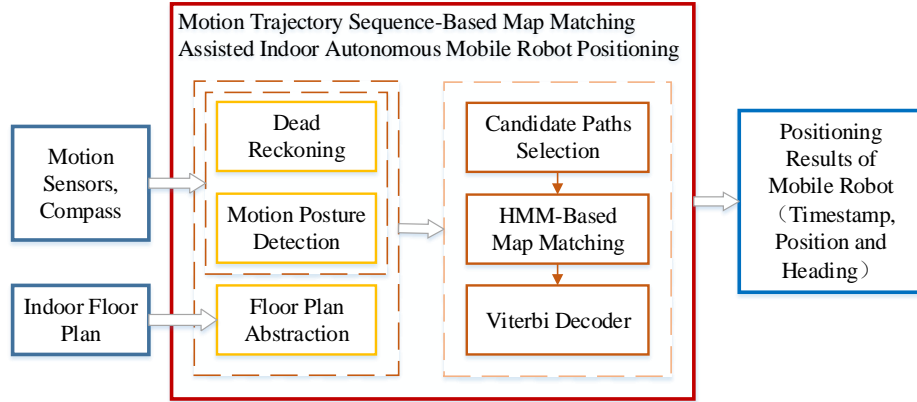 Motion Trajectory Sequence-Based Map Matching
Assisted Indoor Autonomous Mobile Robot Positioning
Motion
Sensors,
Compass
Indoor Floor
Plan
Dead
Reckoning
Motion Posture
Detection
Floor Plan
Abstraction
Candidate Paths
Selection
HMM-Based
Map Matching
Viterbi Decoder
Positioning
Results of
Mobile Robot
（Timestamp,
Position and
Heading）